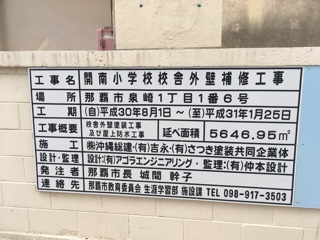 工事名 開南小学校校舎外壁補修工事
場所 那覇市泉崎1丁目1番6号
工期 (自)平成30年8月1日～(至)平成31年1月25日
工事概要 校舎外壁塗装工事及び屋上防水工事 延べ面積 5646.95㎡
施工 ㈱沖縄総建・(有)吉永・(有)さつき塗装共同企業体
設計・監理 設計:(有)アゴラエンジニアリング・監理:(有)仲本設計
発注者 那覇市長 城間 幹子
連絡先 那覇市教育委員会 生涯学習部 施設課 TEL 098-917-3503